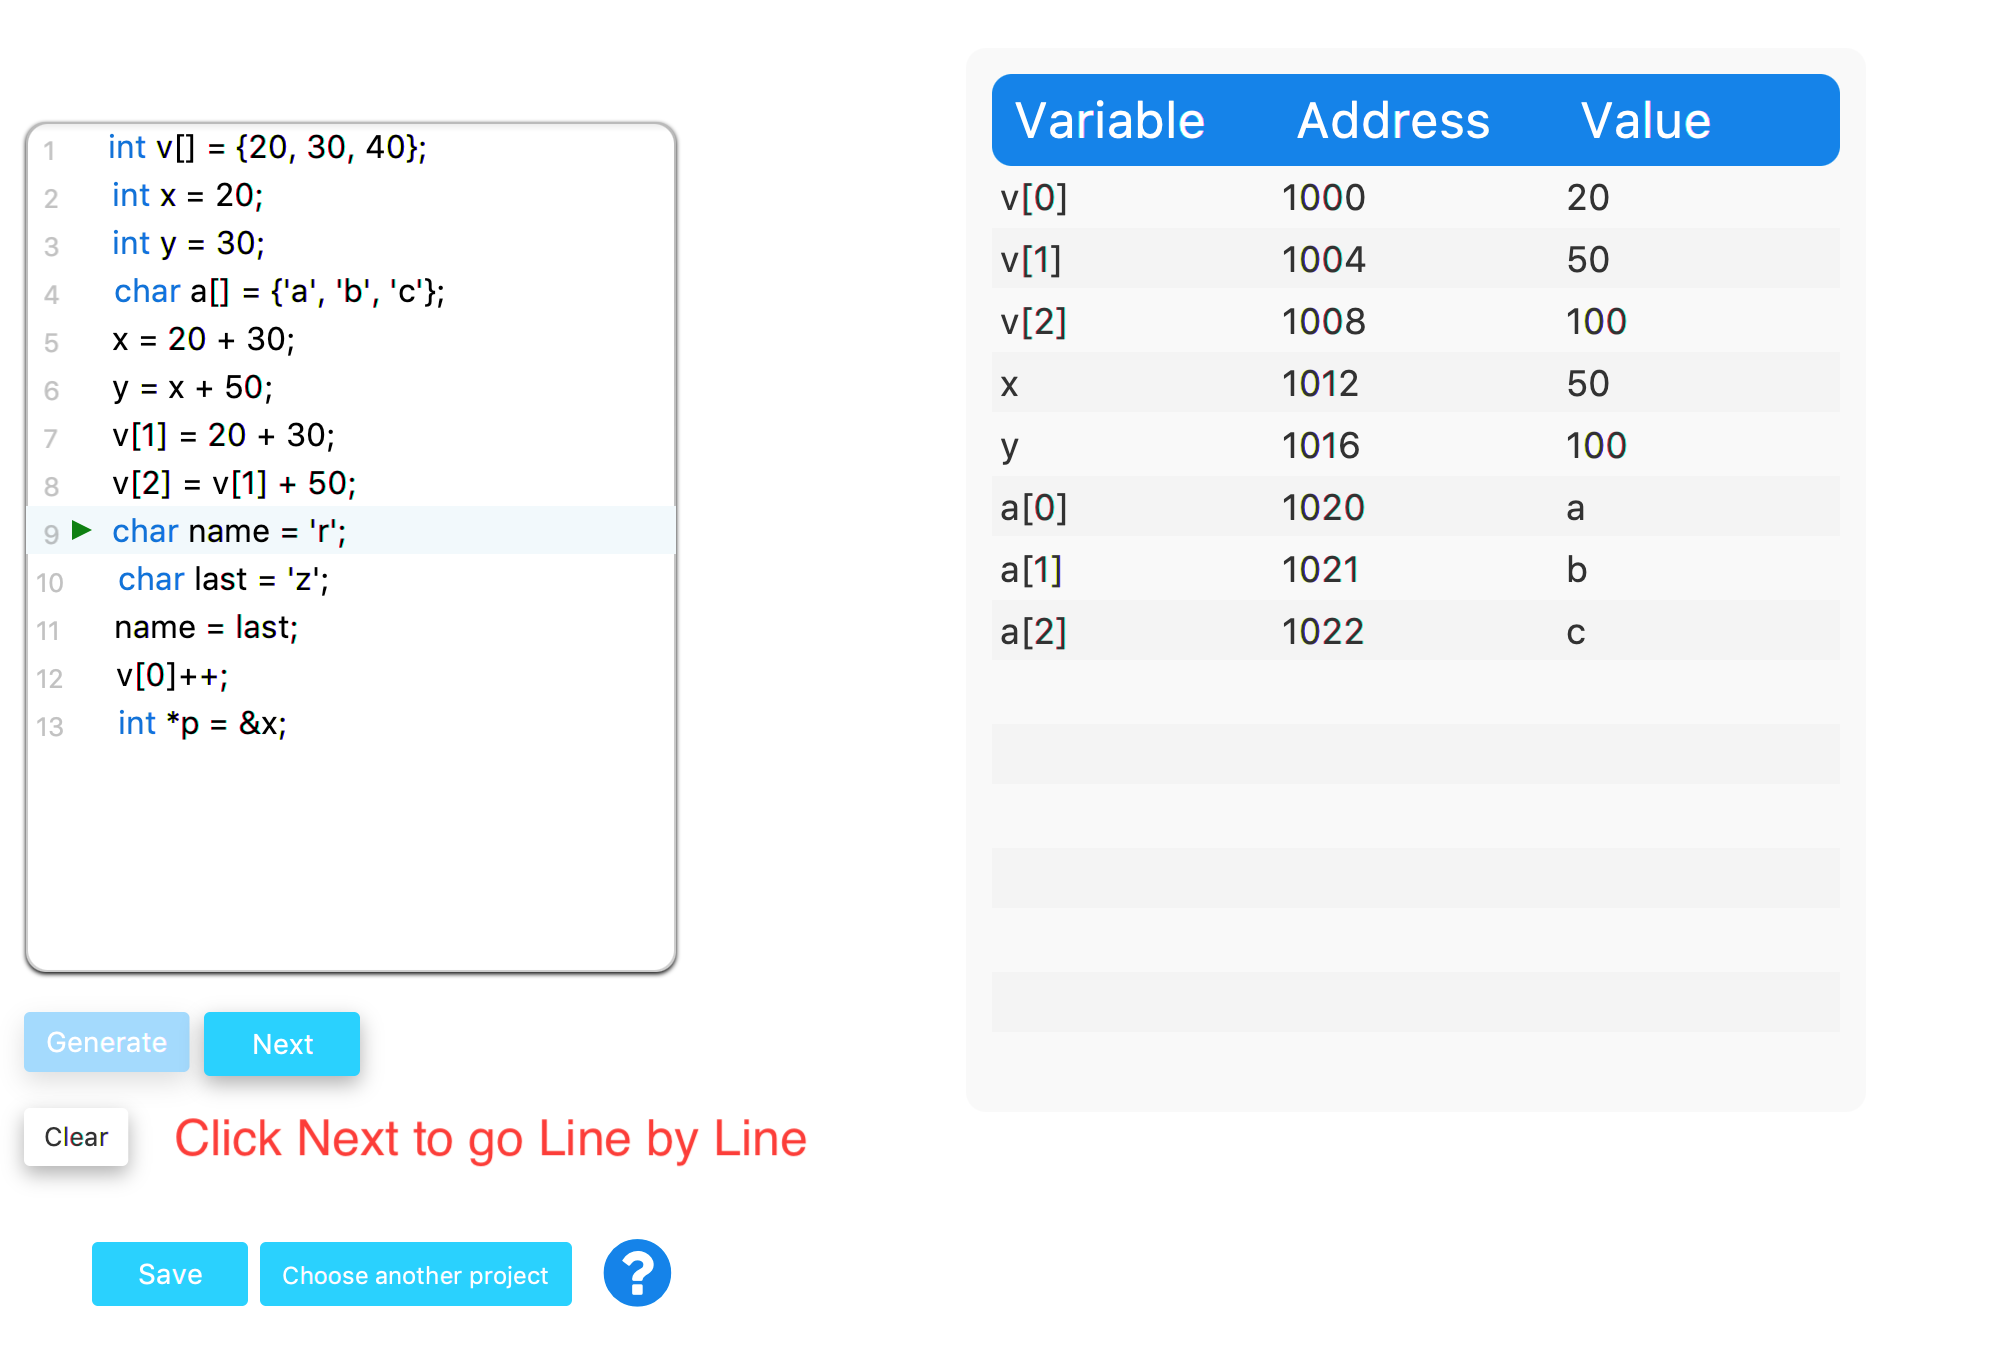 1 int v[] = {20, 30, 40};
2 int x = 20;
3 int y = 30;
4 char a[] = {'a', 'b', 'c'};
5 x = 20 + 30;
6 y = x + 50;
7 v[1] = 20 + 30;
8 v[2] = v[1] + 50;
9 char name = 'r';
10 char last = 'z';
11 name = last;
12 v[0]++;
13 int *p = &x;
Generate Next
Clear Click Next to go Line by Line
Save Choose another project ?
Variable Address Value
v[0] 1000 20
v[1] 1004 50
v[2] 1008 100
x 1012 50
y 1016 100
a[0] 1020 a
a[1] 1021 b
a[2] 1022 c